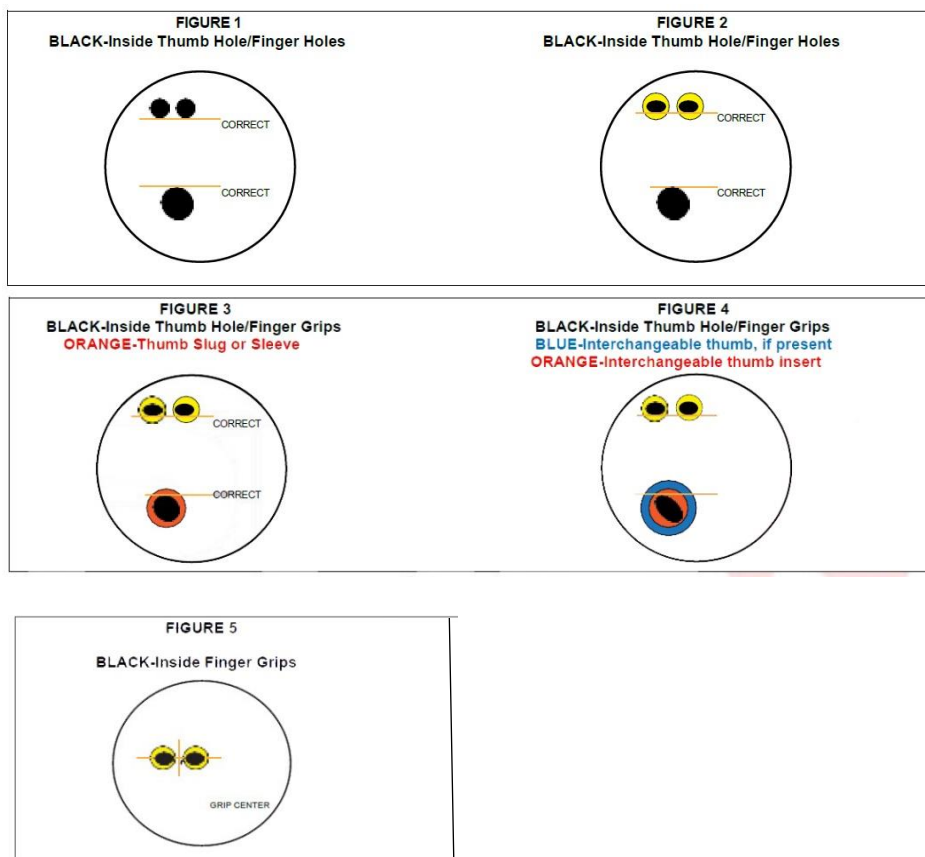 FIGURE 1
BLACK-Inside Thumb Hole/Finger Holes
CORRECT
CORRECT
FIGURE 2
BLACK-Inside Thumb Hole/Finger Holes
CORRECT
CORRECT
FIGURE 3
BLACK-Inside Thumb Hole/Finger Grips
ORANGE-Thumb Slug or Sleeve
CORRECT
CORRECT
FIGURE 4
BLACK-Inside Thumb Hole/Finger Grips
BLUE-Interchangeable thumb, if present
ORANGE-Interchangeable thumb insert
FIGURE 5
BLACK-Inside Finger Grips
GRIP CENTER